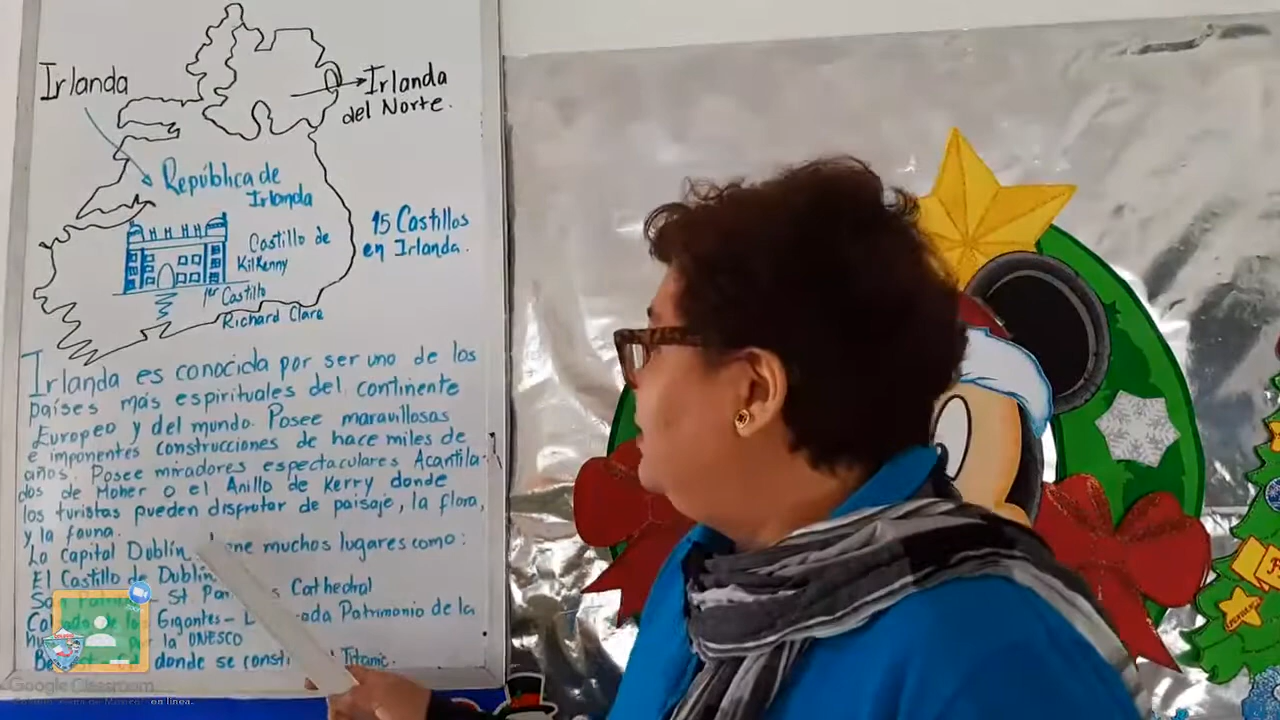 Irlanda
Irlanda
del Norte.
República de
Irlanda
15 Castillos
en Irlanda.
Castillo de
KilKenny
1er Castillo
Richard Clare
Irlanda es conocida por ser uno de los
países más espirituales del continente
Europeo y del mundo. Posee maravillosas
e imponentes construcciones de hace miles de
años. Posee miradores espectaculares Acantila-
dos de Moher o el Anillo de Kerry donde
los turistas pueden disfrutar de paisaje, la flora,
y la fauna.
La Capital Dublín muchos lugares como:
El Castillo de Dublín
St. Cathedral
Gigantes - Patrimonio de la
por la UNESCO
donde se Titanic.
Google Classroom
en línea.